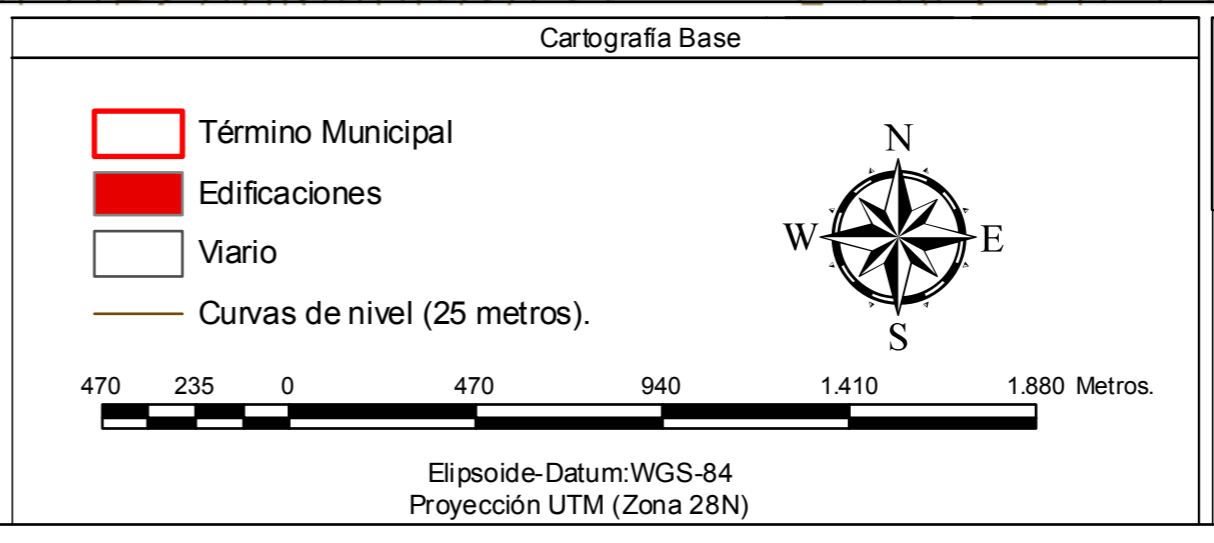 Cartografía Base
Término Municipal
Edificaciones
Viario
Curvas de nivel (25 metros).
N
W E
S
470 235 0 470 940 1.410 1.880 Metros.
Elipsoide-Datum:WGS-84
Proyección UTM (Zona 28N)